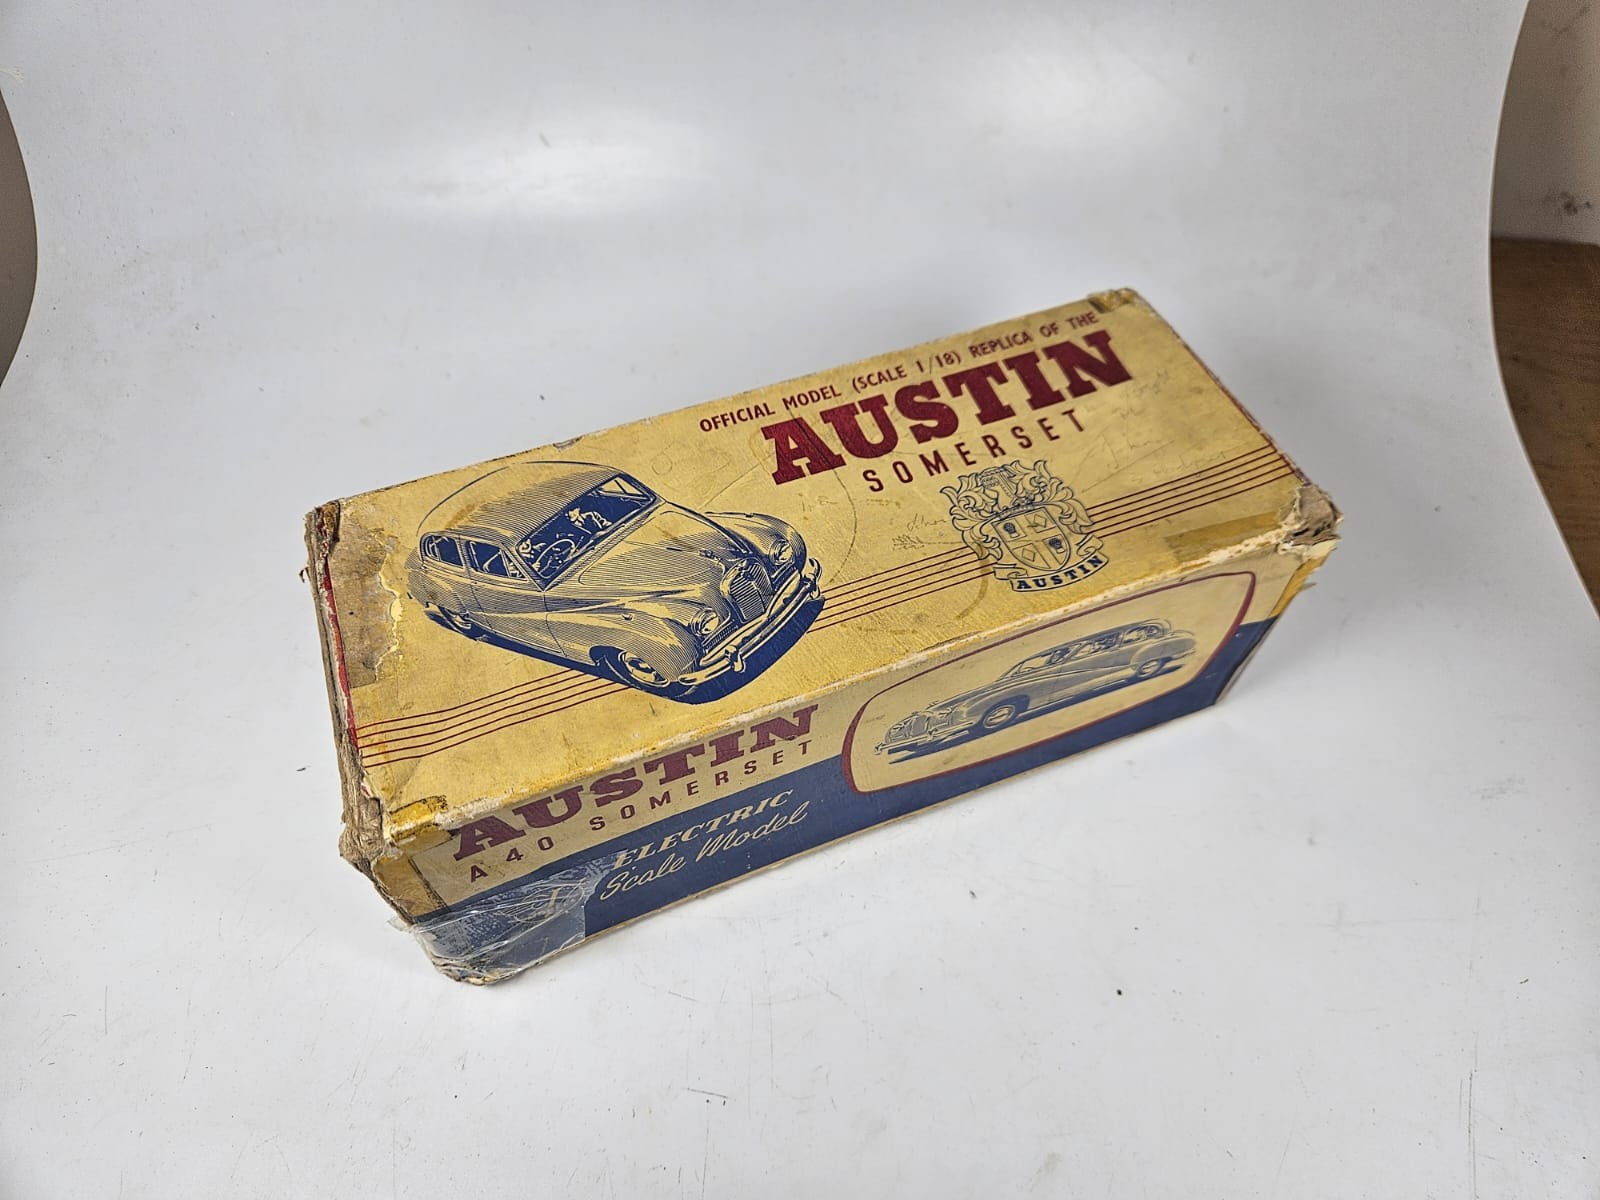 OFFICIAL MODEL (SCALE 1/18) REPLICA OF THE
AUSTIN
SOMERSET
AUSTIN
AUSTIN
A 40 SOMERSET
ELECTRIC
Scale Model